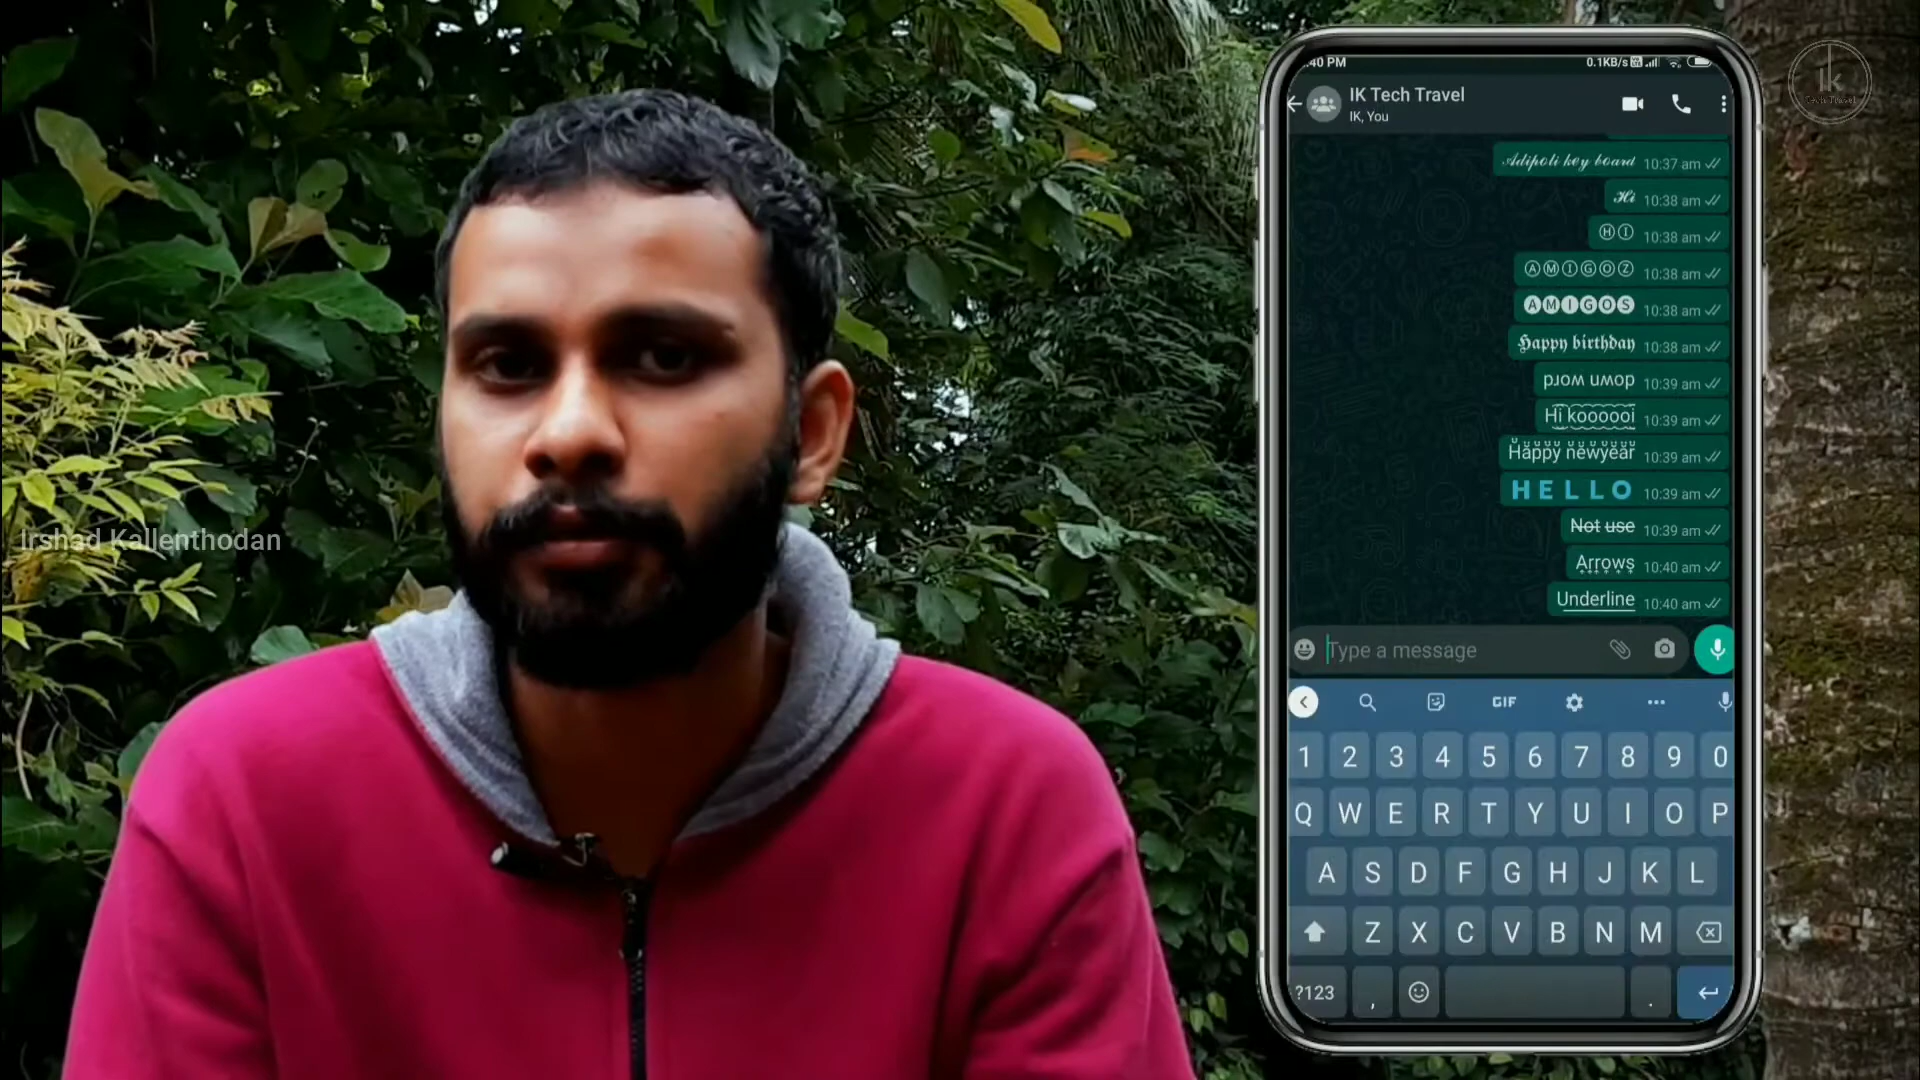 :40 PM
0.1KB/s
IK Tech Travel
IK, You
Adipoli key board 10:37 am
Hi 10:38 am
ⒽⒾ 10:38 am
ⒶⓂⒾⒼⓄⓏ 10:38 am
🅐🅜🅘🅖🅞🅢 10:38 am
Happy birthday 10:38 am
pɹoʍ uʍop 10:39 am
Hi koooooi 10:39 am
Happy newyear 10:39 am
HELLO 10:39 am
Not use 10:39 am
Arrows 10:40 am
Underline 10:40 am
Type a message
GIF
1 2 3 4 5 6 7 8 9 0
Q W E R T Y U I O P
A S D F G H J K L
Z X C V B N M
?123 , .
Irshad Kallenthodan
Ik
Tech Travel